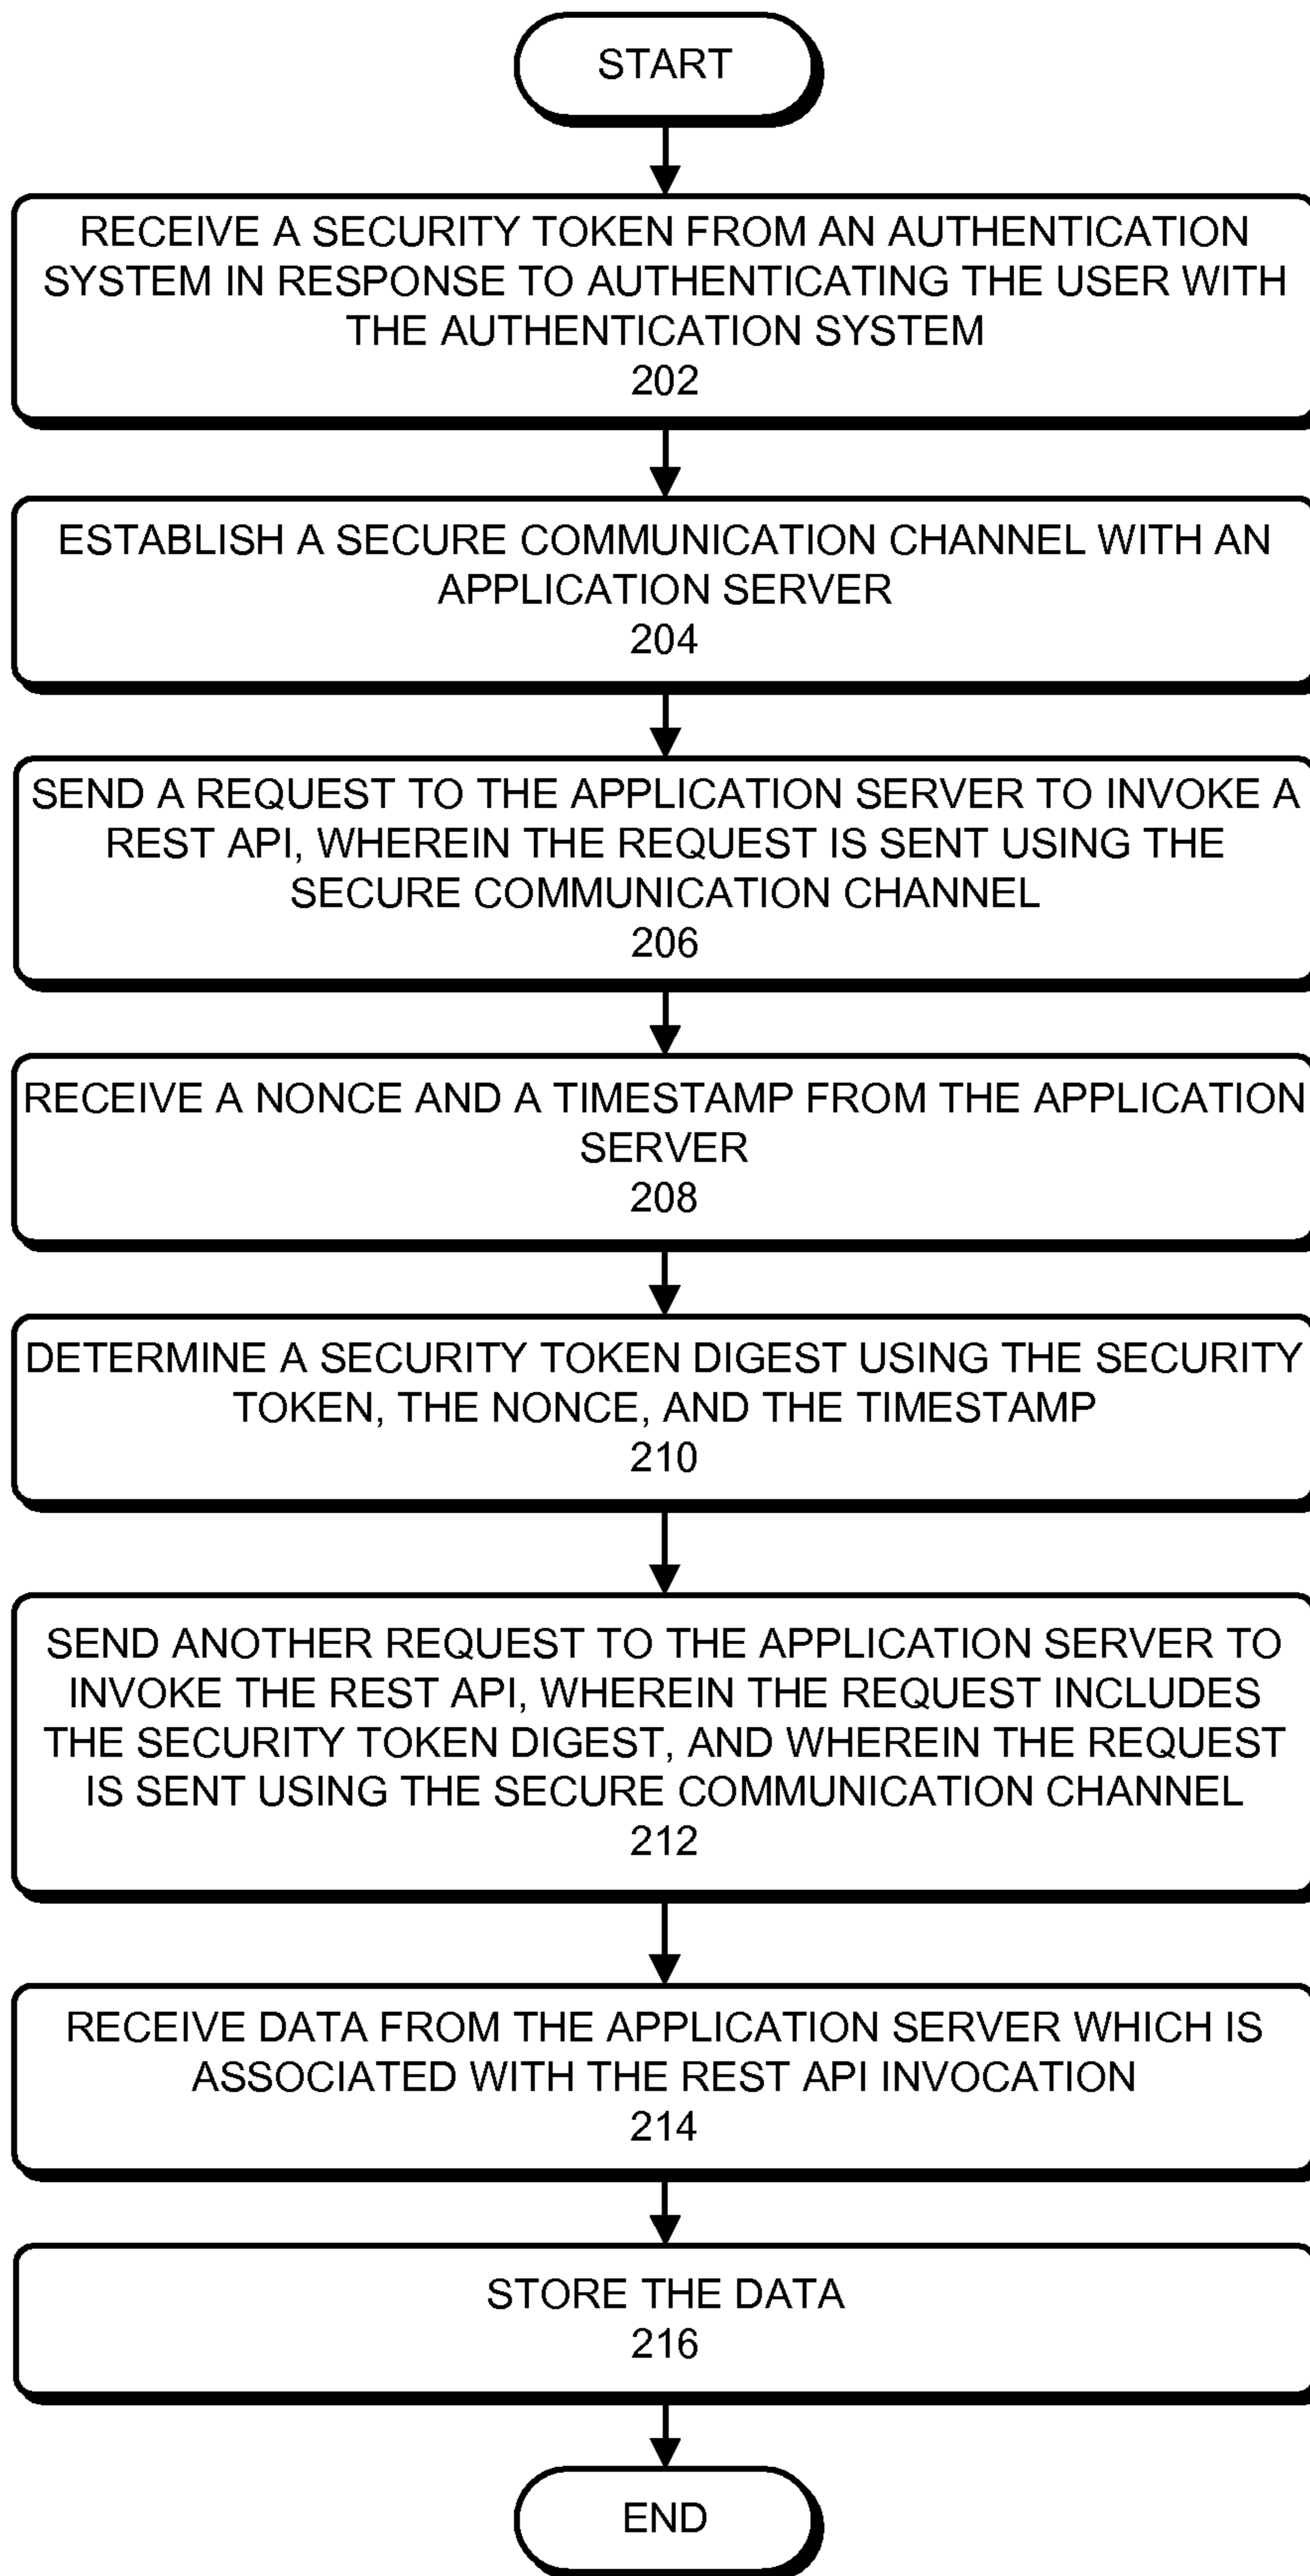 START
RECEIVE A SECURITY TOKEN FROM AN AUTHENTICATION
SYSTEM IN RESPONSE TO AUTHENTICATING THE USER WITH
THE AUTHENTICATION SYSTEM
202
ESTABLISH A SECURE COMMUNICATION CHANNEL WITH AN
APPLICATION SERVER
204
SEND A REQUEST TO THE APPLICATION SERVER TO INVOKE A
REST API, WHEREIN THE REQUEST IS SENT USING THE
SECURE COMMUNICATION CHANNEL
206
RECEIVE A NONCE AND A TIMESTAMP FROM THE APPLICATION
SERVER
208
DETERMINE A SECURITY TOKEN DIGEST USING THE SECURITY
TOKEN, THE NONCE, AND THE TIMESTAMP
210
SEND ANOTHER REQUEST TO THE APPLICATION SERVER TO
INVOKE THE REST API, WHEREIN THE REQUEST INCLUDES
THE SECURITY TOKEN DIGEST, AND WHEREIN THE REQUEST
IS SENT USING THE SECURE COMMUNICATION CHANNEL
212
RECEIVE DATA FROM THE APPLICATION SERVER WHICH IS
ASSOCIATED WITH THE REST API INVOCATION
214
STORE THE DATA
216
END